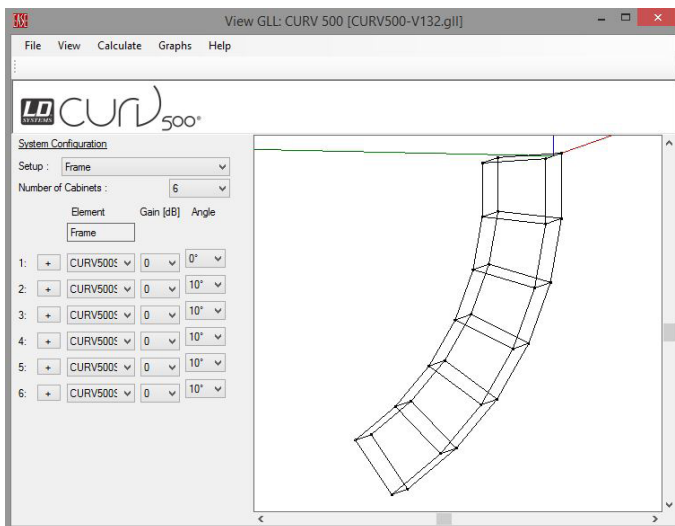 View GLL: CURV 500 [CURV500-V132.gll]
File View Calculate Graphs Help
LD SYSTEMS CURV 500®
System Configuration
Setup : Frame
Number of Cabinets : 6
Element Gain [dB] Angle
Frame
1: + CURV500S 0 0°
2: + CURV500S 0 10°
3: + CURV500S 0 10°
4: + CURV500S 0 10°
5: + CURV500S 0 10°
6: + CURV500S 0 10°